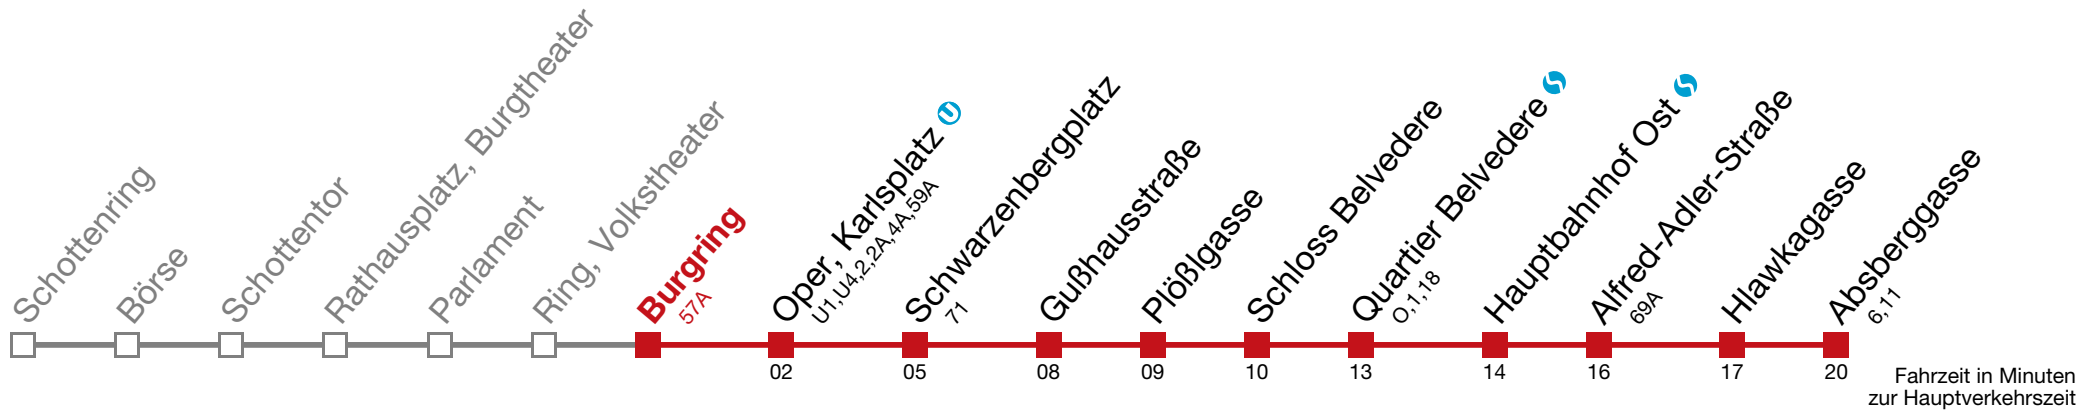 Schottenring
Börse
Schottentor
Rathausplatz, Burgtheater
Parlament
Ring, Volkstheater
Burgring
57A
Oper, Karlsplatz U
U1,U4,2,2A,4A,59A
Schwarzenbergplatz
71
Gußhausstraße
Plößlgasse
Schloss Belvedere
Quartier Belvedere S
O,1,18
Hauptbahnhof Ost S
Alfred-Adler-Straße
69A
Hlawkagasse
Absberggasse
6,11
02 05 08 09 10 13 14 16 17 20
Fahrzeit in Minuten
zur Hauptverkehrszeit